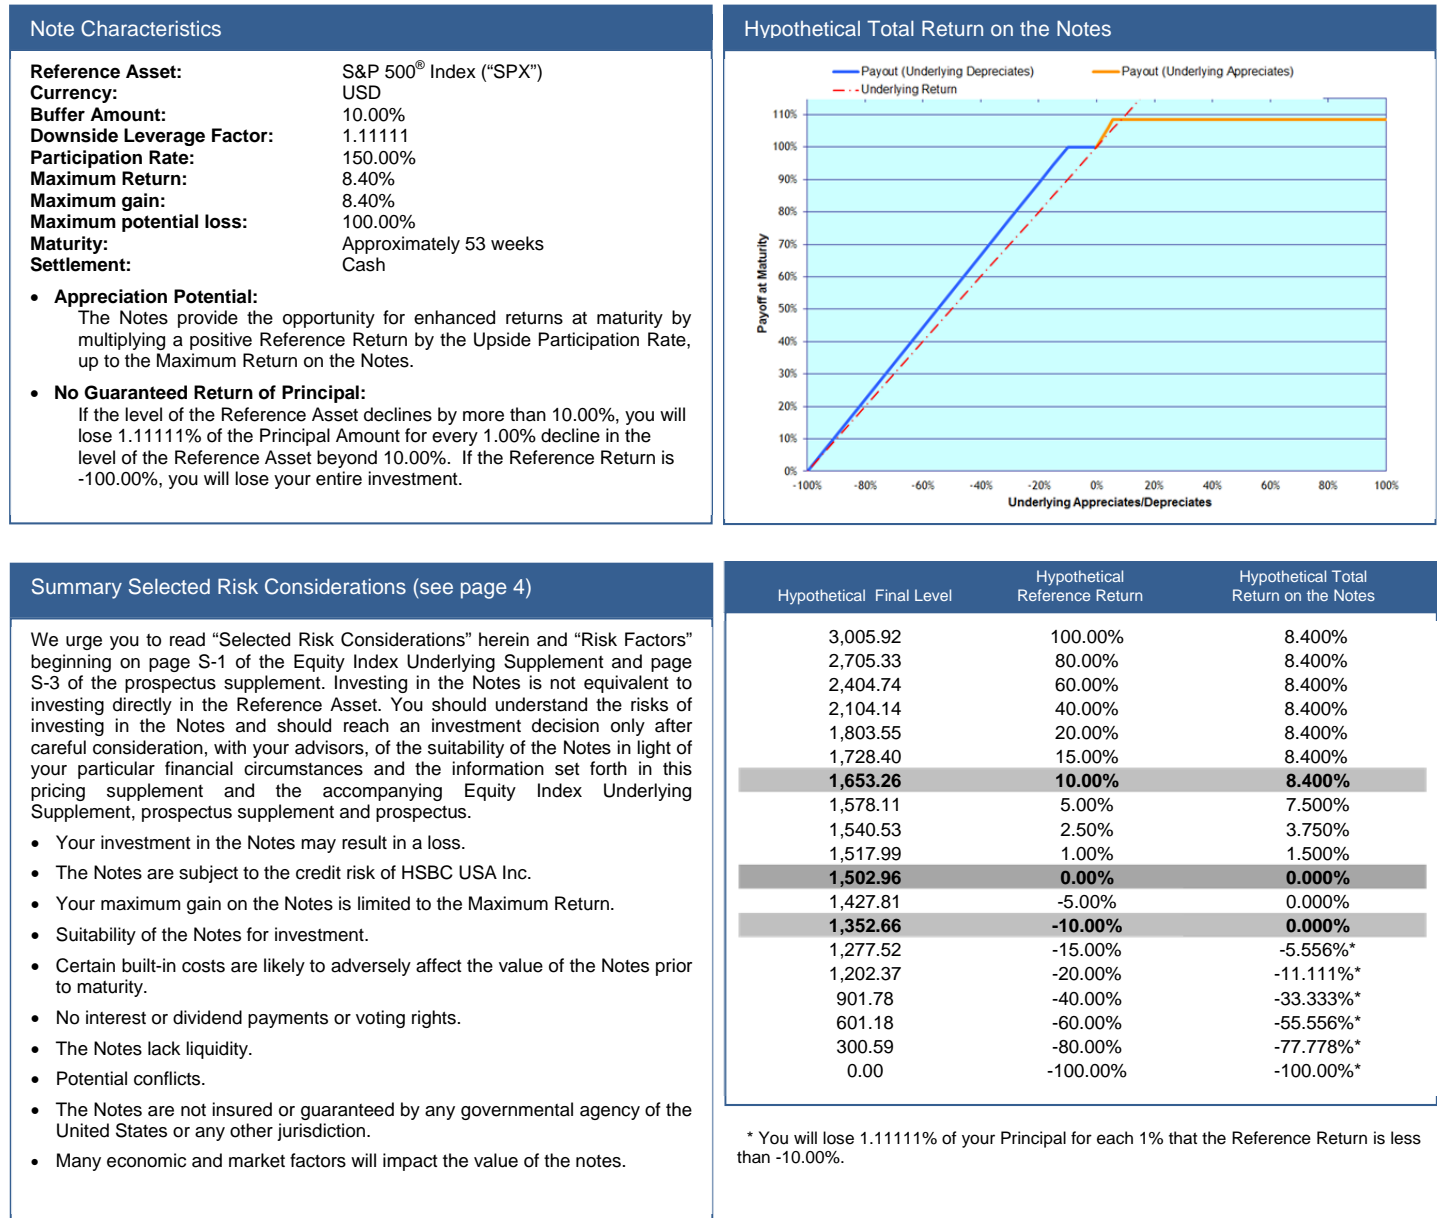 Note Characteristics
Reference Asset: S&P 500® Index (“SPX”)
Currency: USD
Buffer Amount: 10.00%
Downside Leverage Factor: 1.11111
Participation Rate: 150.00%
Maximum Return: 8.40%
Maximum gain: 8.40%
Maximum potential loss: 100.00%
Maturity: Approximately 53 weeks
Settlement: Cash
• Appreciation Potential:
The Notes provide the opportunity for enhanced returns at maturity by
multiplying a positive Reference Return by the Upside Participation Rate,
up to the Maximum Return on the Notes.
• No Guaranteed Return of Principal:
If the level of the Reference Asset declines by more than 10.00%, you will
lose 1.11111% of the Principal Amount for every 1.00% decline in the
level of the Reference Asset beyond 10.00%. If the Reference Return is
-100.00%, you will lose your entire investment.
Hypothetical Total Return on the Notes
Payout (Underlying Depreciates) Payout (Underlying Appreciates)
Underlying Return
110%
100%
90%
80%
70%
60%
50%
40%
30%
20%
10%
0%
Payoff at Maturity
-100% -80% -60% -40% -20% 0% 20% 40% 60% 80% 100%
Underlying Appreciates/Depreciates
Summary Selected Risk Considerations (see page 4)
We urge you to read “Selected Risk Considerations” herein and “Risk Factors”
beginning on page S-1 of the Equity Index Underlying Supplement and page
S-3 of the prospectus supplement. Investing in the Notes is not equivalent to
investing directly in the Reference Asset. You should understand the risks of
investing in the Notes and should reach an investment decision only after
careful consideration, with your advisors, of the suitability of the Notes in light of
your particular financial circumstances and the information set forth in this
pricing supplement and the accompanying Equity Index Underlying
Supplement, prospectus supplement and prospectus.
• Your investment in the Notes may result in a loss.
• The Notes are subject to the credit risk of HSBC USA Inc.
• Your maximum gain on the Notes is limited to the Maximum Return.
• Suitability of the Notes for investment.
• Certain built-in costs are likely to adversely affect the value of the Notes prior
to maturity.
• No interest or dividend payments or voting rights.
• The Notes lack liquidity.
• Potential conflicts.
• The Notes are not insured or guaranteed by any governmental agency of the
United States or any other jurisdiction.
• Many economic and market factors will impact the value of the notes.
Hypothetical Final Level Hypothetical Reference Return Hypothetical Total Return on the Notes
3,005.92 100.00% 8.400%
2,705.33 80.00% 8.400%
2,404.74 60.00% 8.400%
2,104.14 40.00% 8.400%
1,803.55 20.00% 8.400%
1,728.40 15.00% 8.400%
1,653.26 10.00% 8.400%
1,578.11 5.00% 7.500%
1,540.53 2.50% 3.750%
1,517.99 1.00% 1.500%
1,502.96 0.00% 0.000%
1,427.81 -5.00% 0.000%
1,352.66 -10.00% 0.000%
1,277.52 -15.00% -5.556%*
1,202.37 -20.00% -11.111%*
901.78 -40.00% -33.333%*
601.18 -60.00% -55.556%*
300.59 -80.00% -77.778%*
0.00 -100.00% -100.00%*
* You will lose 1.11111% of your Principal for each 1% that the Reference Return is less
than -10.00%.